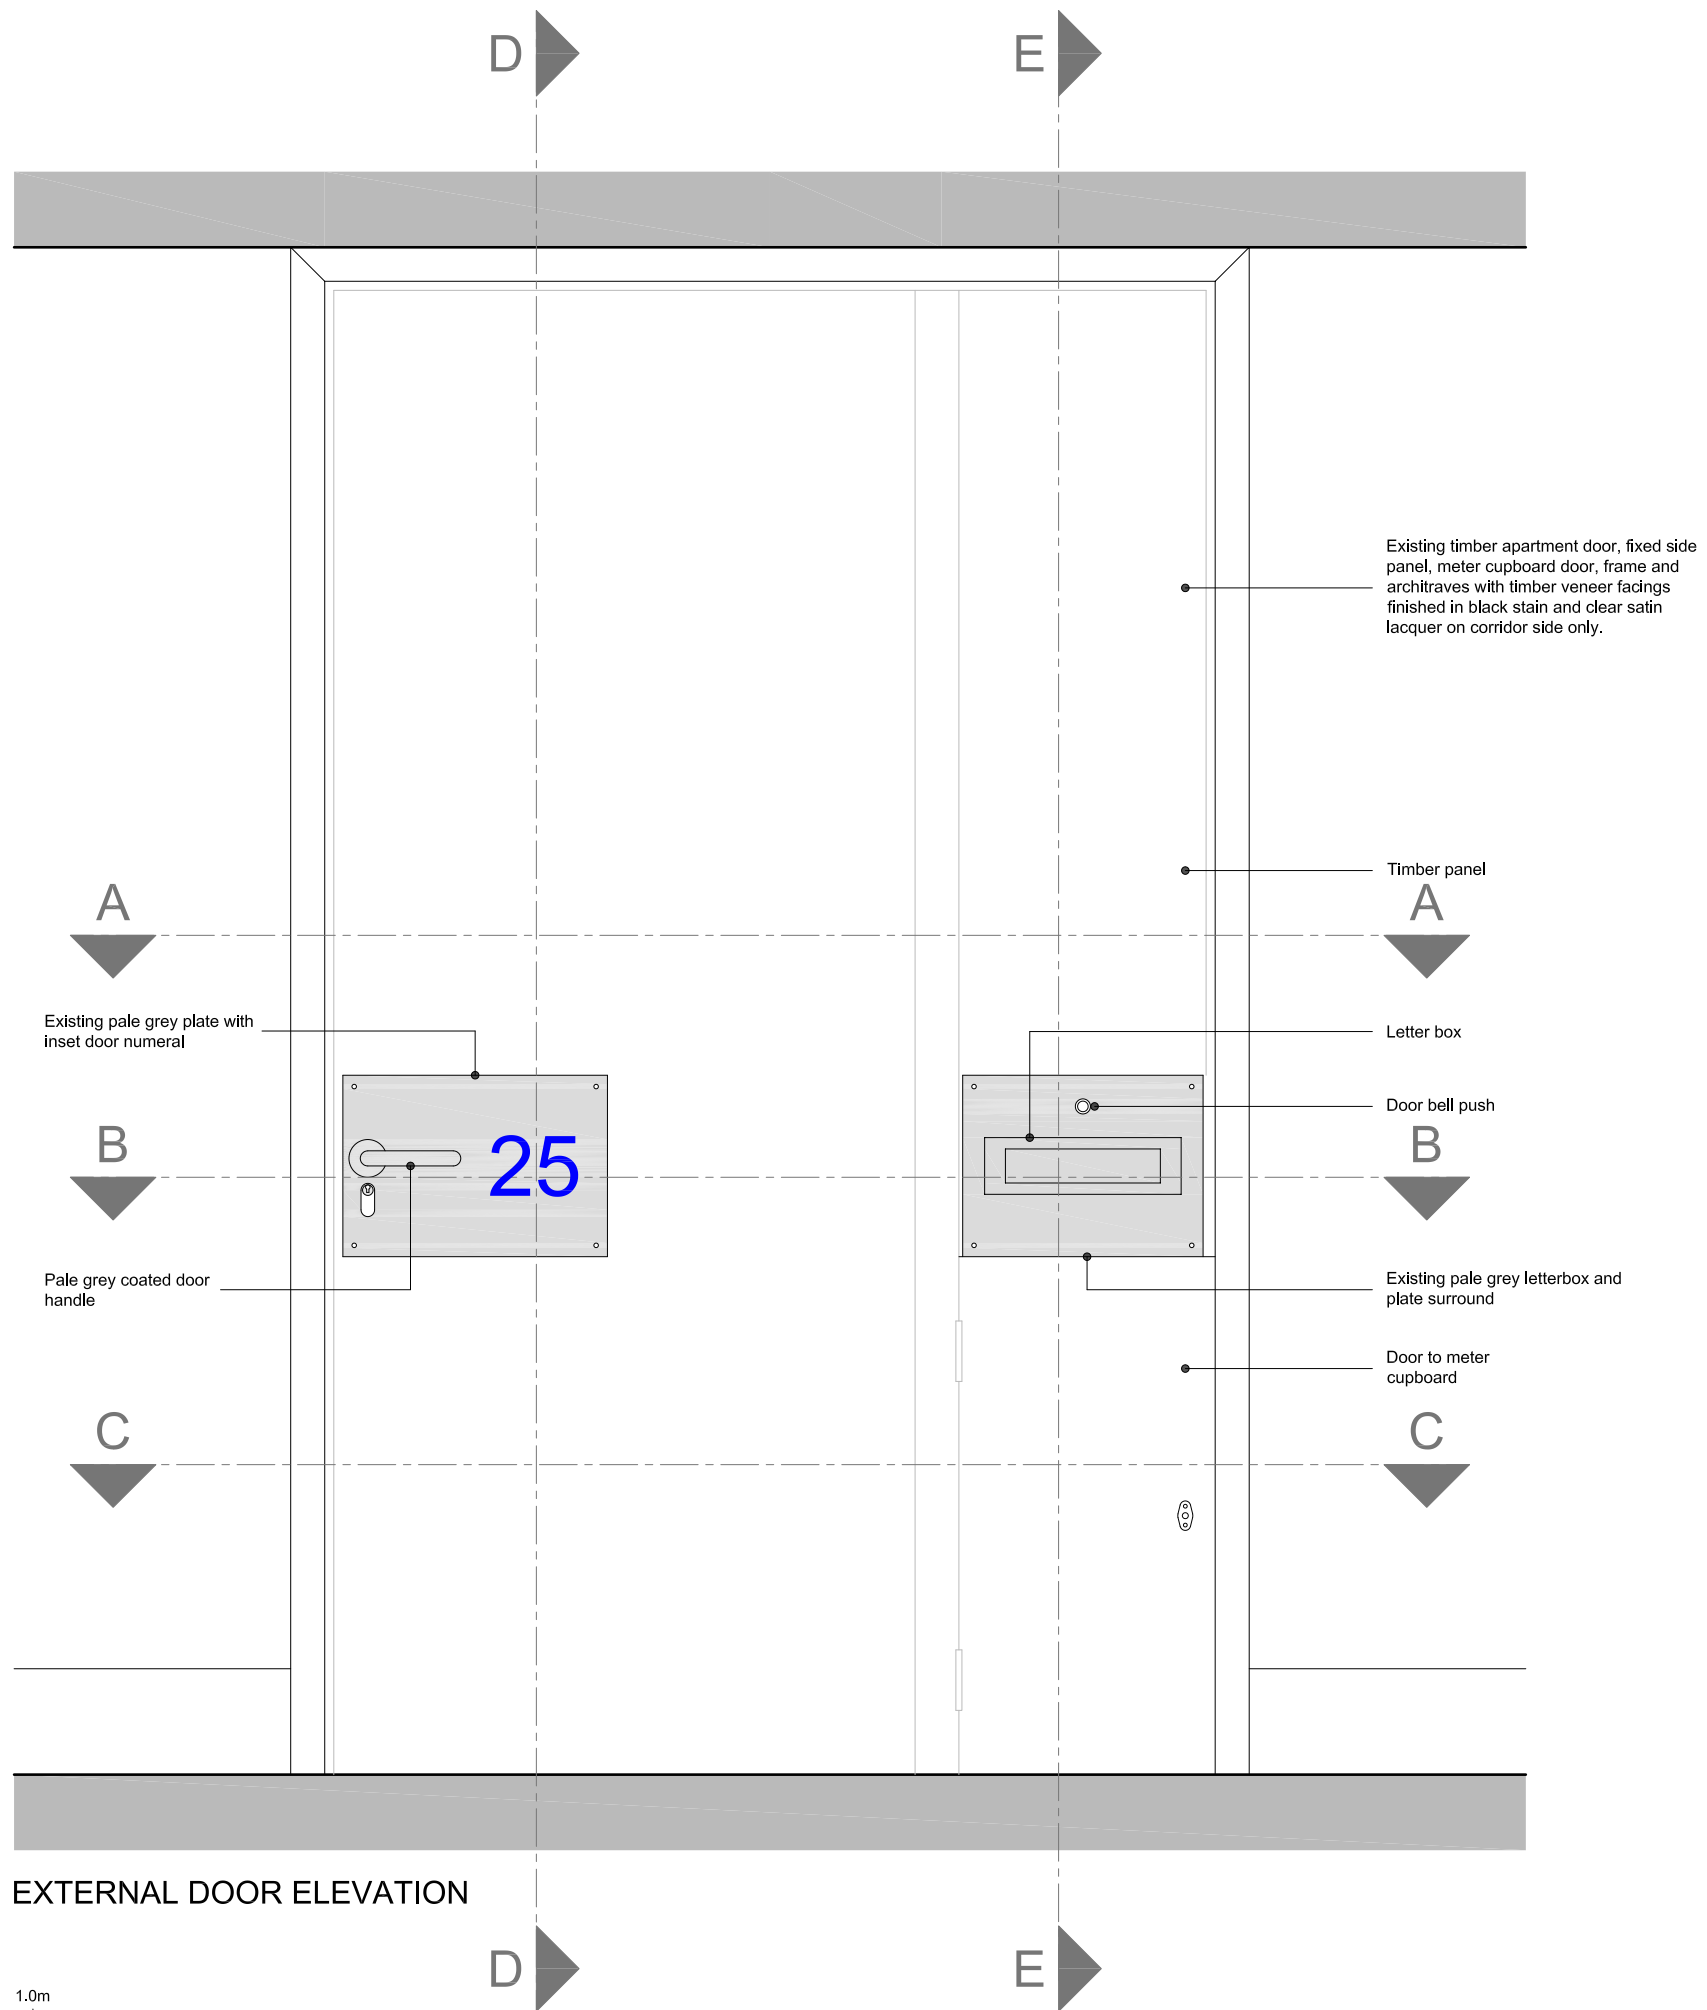 D
E
Existing timber apartment door, fixed side
panel, meter cupboard door, frame and
architraves with timber veneer facings
finished in black stain and clear satin
lacquer on corridor side only.
Timber panel
A
A
Existing pale grey plate with
inset door numeral
Letter box
Door bell push
25
B
B
Pale grey coated door
handle
Existing pale grey letterbox and
plate surround
Door to meter
cupboard
C
C
EXTERNAL DOOR ELEVATION
D
E
1.0m